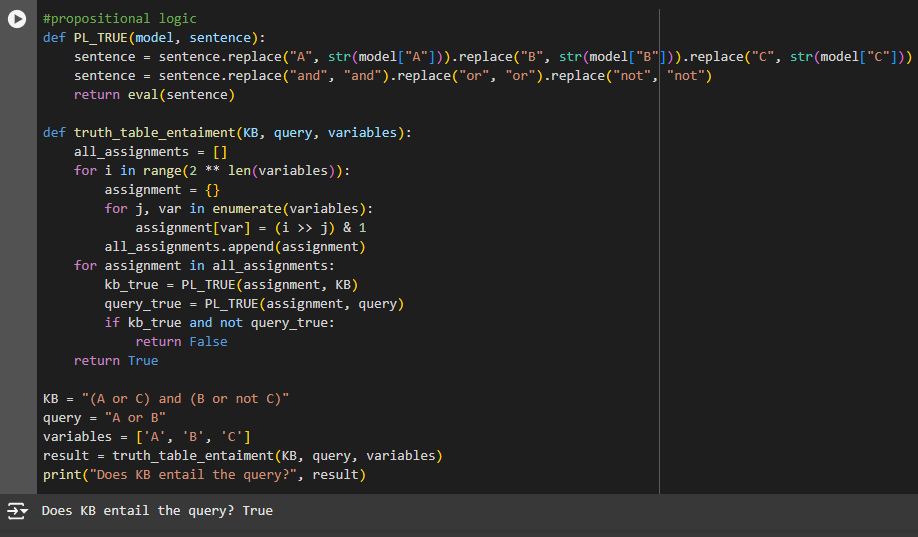 #propositional logic
def PL_TRUE(model, sentence):
    sentence = sentence.replace("A", str(model["A"])).replace("B", str(model["B"])).replace("C", str(model["C"]))
    sentence = sentence.replace("and", "and").replace("or", "or").replace("not", "not")
    return eval(sentence)

def truth_table_entaiment(KB, query, variables):
    all_assignments = []
    for i in range(2 ** len(variables)):
        assignment = {}
        for j, var in enumerate(variables):
            assignment[var] = (i >> j) & 1
        all_assignments.append(assignment)
    for assignment in all_assignments:
        kb_true = PL_TRUE(assignment, KB)
        query_true = PL_TRUE(assignment, query)
        if kb_true and not query_true:
            return False
    return True

KB = "(A or C) and (B or not C)"
query = "A or B"
variables = ['A', 'B', 'C']
result = truth_table_entaiment(KB, query, variables)
print("Does KB entail the query?", result)
Does KB entail the query? True